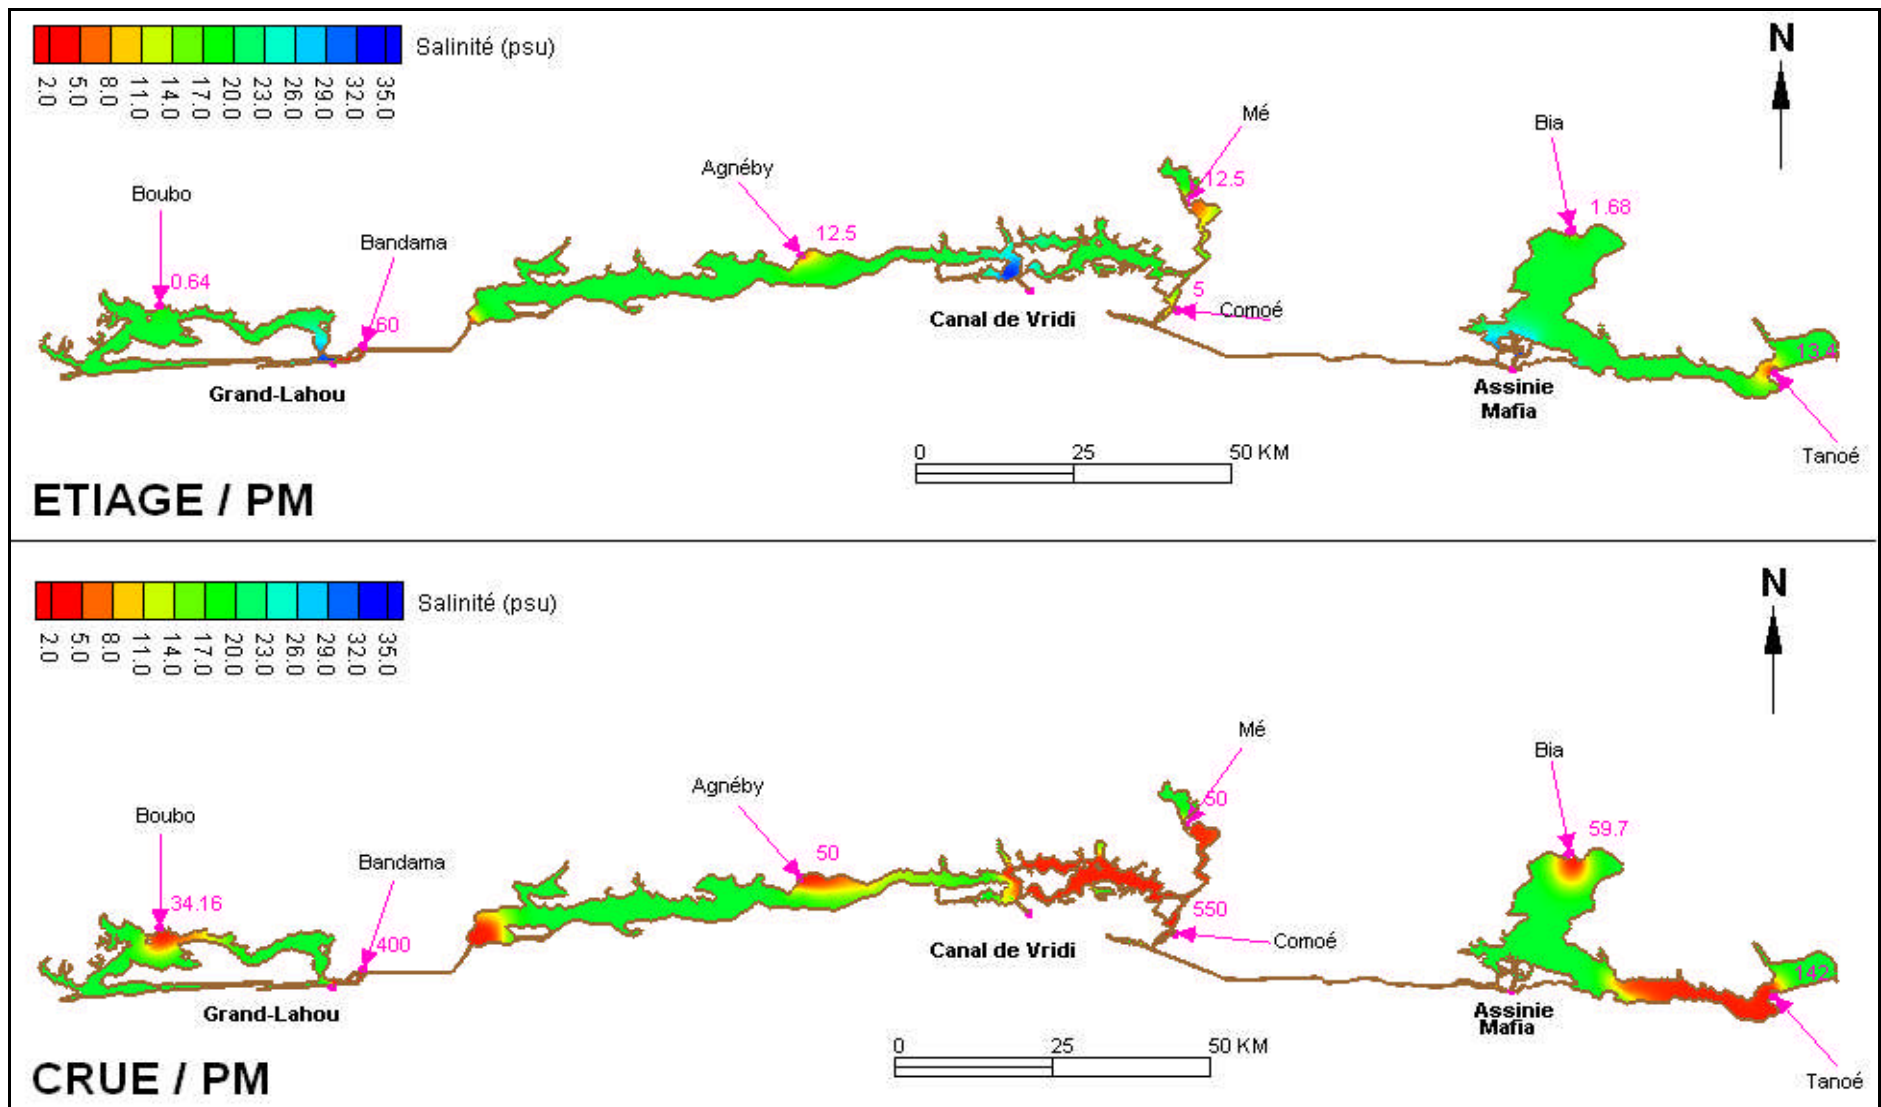 Salinité (psu)
2.0 5.0 8.0 11.0 14.0 17.0 20.0 23.0 26.0 29.0 32.0 35.0
N
Mé
Bia
Agnéby
12.5
Boubo
1.68
Bandama
12.5
0.64
5
Comoé
60
Canal de Vridi
13.4
Grand-Lahou
Assinie
Mafia
0 25 50 KM
Tanoé
ETIAGE / PM
Salinité (psu)
2.0 5.0 8.0 11.0 14.0 17.0 20.0 23.0 26.0 29.0 32.0 35.0
N
Mé
Bia
Agnéby
50
Boubo
59.7
Bandama
50
34.16
550
Comoé
400
Canal de Vridi
142
Grand-Lahou
Assinie
Mafia
0 25 50 KM
Tanoé
CRUE / PM